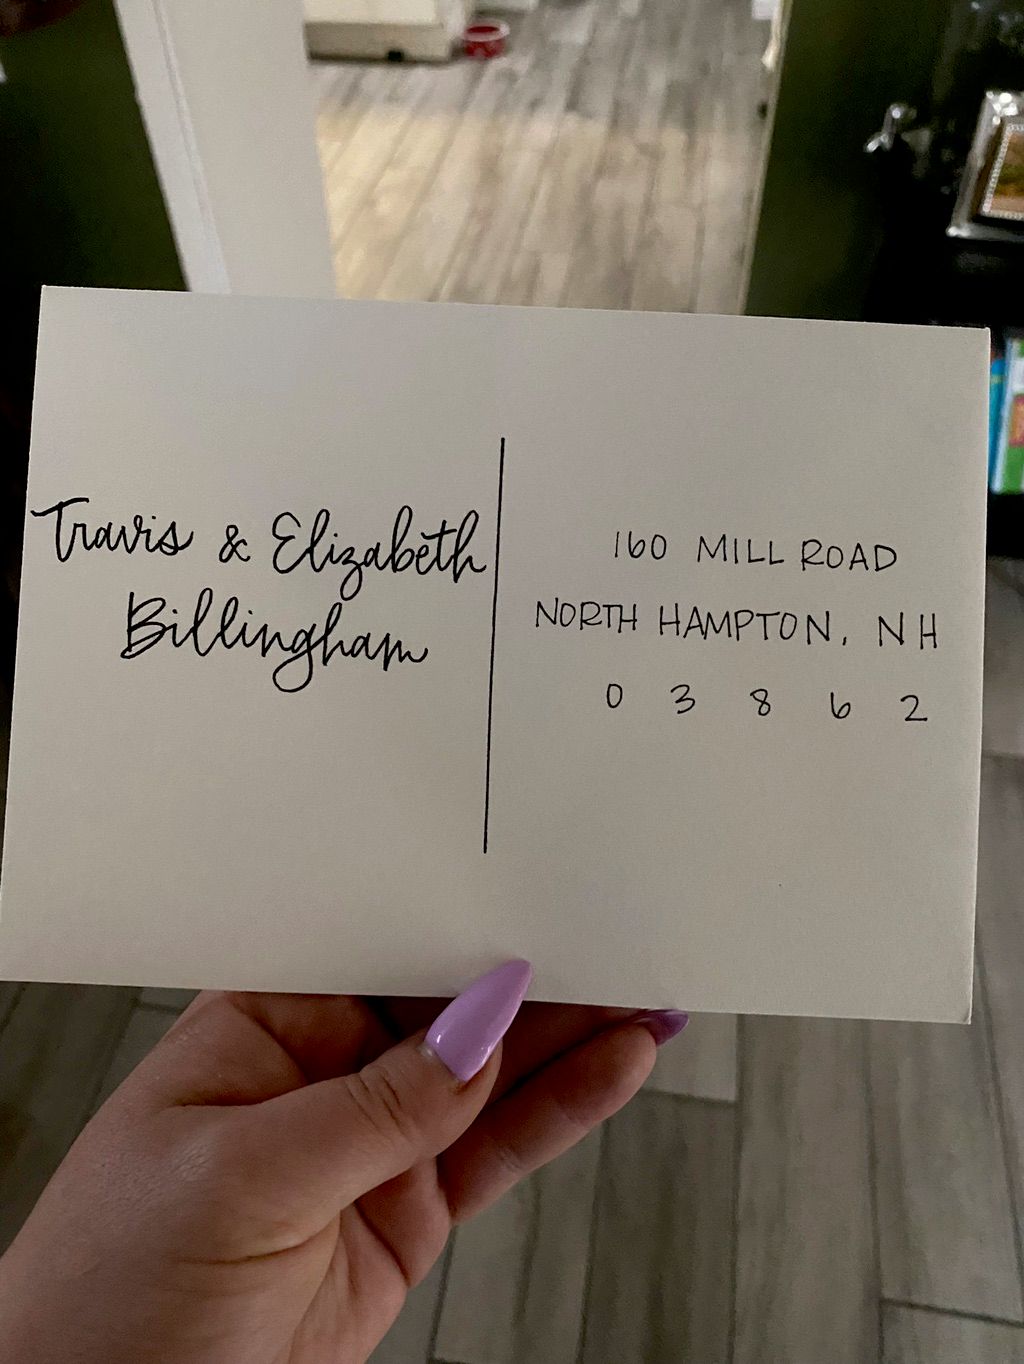 Travis & Elizabeth
Billingham
160 MILL ROAD
NORTH HAMPTON, NH
0 3 8 6 2